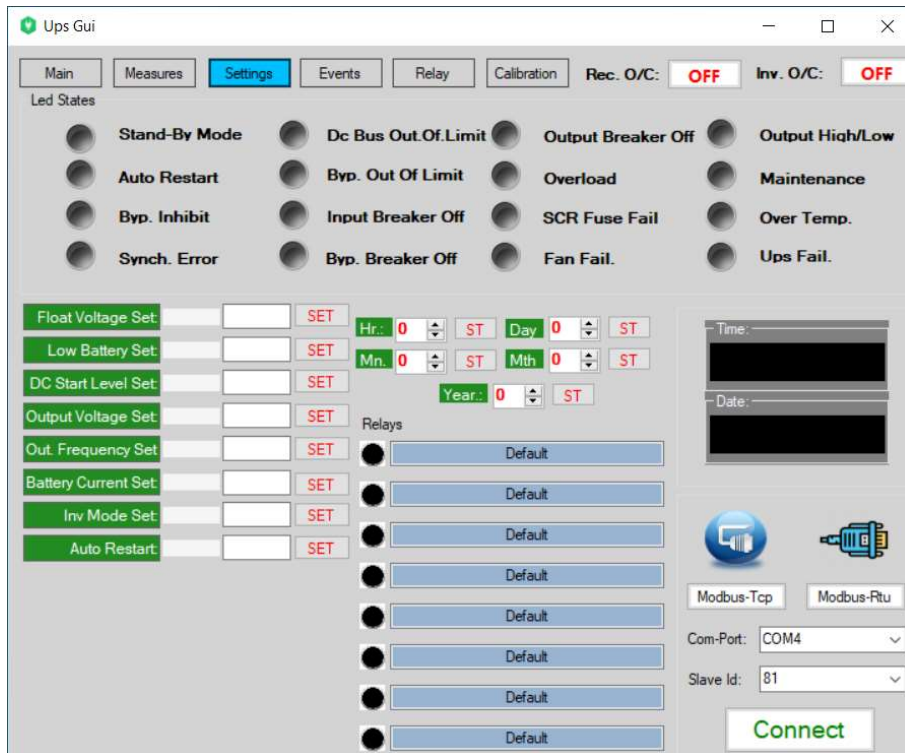 Ups Gui
Main Measures Settings Events Relay Calibration Rec. O/C: OFF Inv. O/C: OFF
Led States
Stand-By Mode Dc Bus Out.Of.Limit Output Breaker Off Output High/Low
Auto Restart Byp. Out Of Limit Overload Maintenance
Byp. Inhibit Input Breaker Off SCR Fuse Fail Over Temp.
Synch. Error Byp. Breaker Off Fan Fail. Ups Fail.
Float Voltage Set: SET
Low Battery Set: SET
DC Start Level Set: SET
Output Voltage Set: SET
Out. Frequency Set SET
Battery Current Set: SET
Inv Mode Set: SET
Auto Restart: SET
Hr.: 0 ST Day 0 ST
Mn. 0 ST Mth 0 ST
Year.: 0 ST
Relays
Default
Default
Default
Default
Default
Default
Default
Default
Time:
Date:
Modbus-Tcp Modbus-Rtu
Com-Port: COM4
Slave Id: 81
Connect